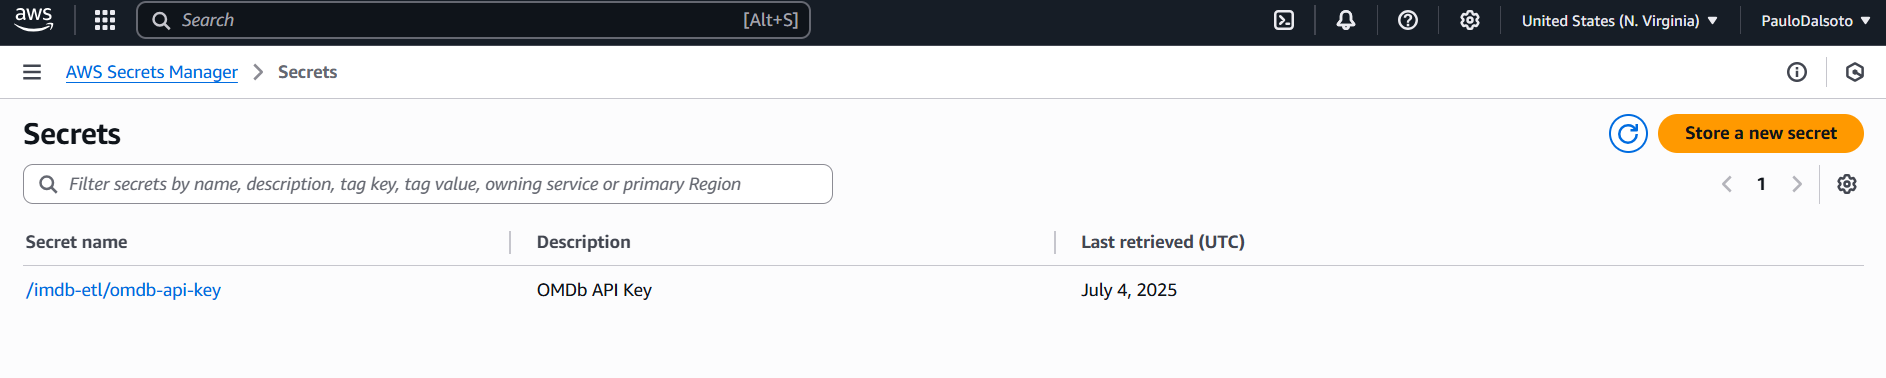 aws Search [Alt+S] United States (N. Virginia) PauloDalsoto
AWS Secrets Manager Secrets
Secrets Store a new secret
Filter secrets by name, description, tag key, tag value, owning service or primary Region 1
Secret name Description Last retrieved (UTC)
/imdb-etl/omdb-api-key OMDb API Key July 4, 2025